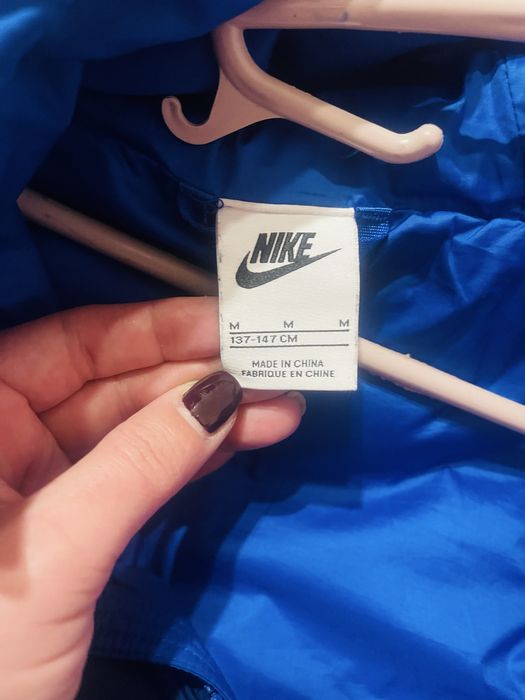 NIKE
M M M
137-147 CM
MADE IN CHINA
FABRIQUE EN CHINE